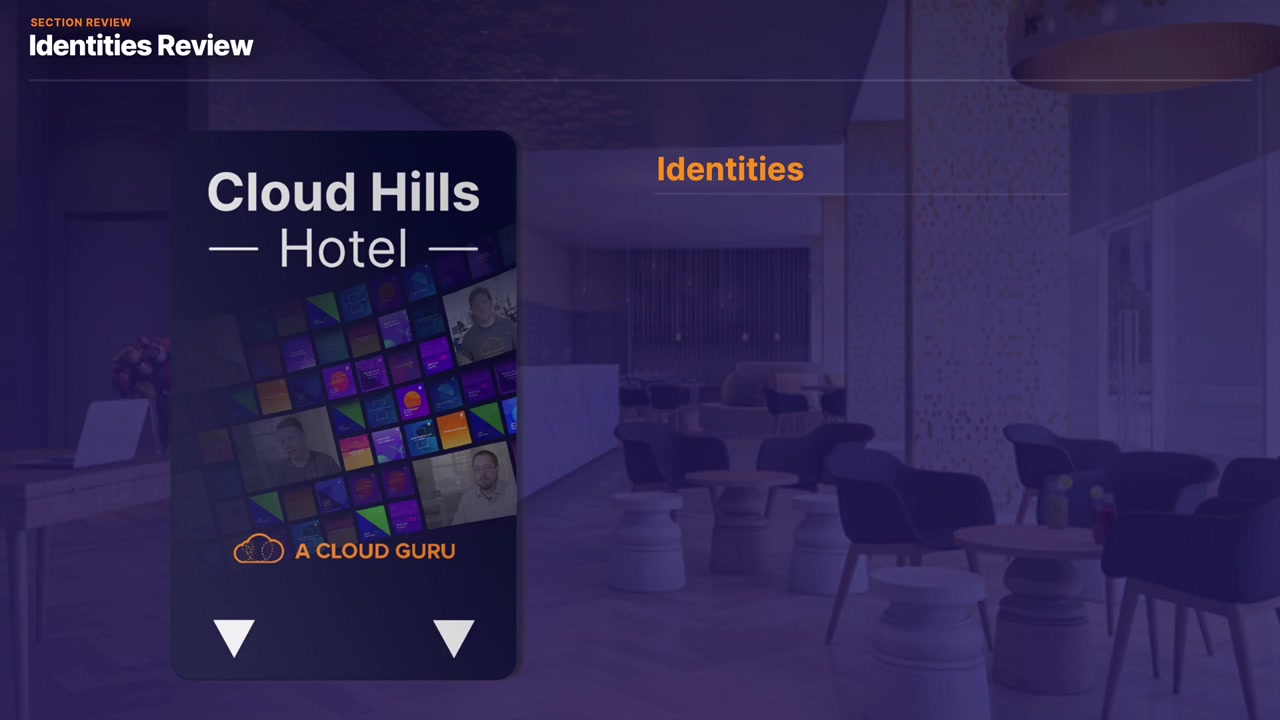 SECTION REVIEW
Identities Review
Cloud Hills
Hotel
A CLOUD GURU
Identities